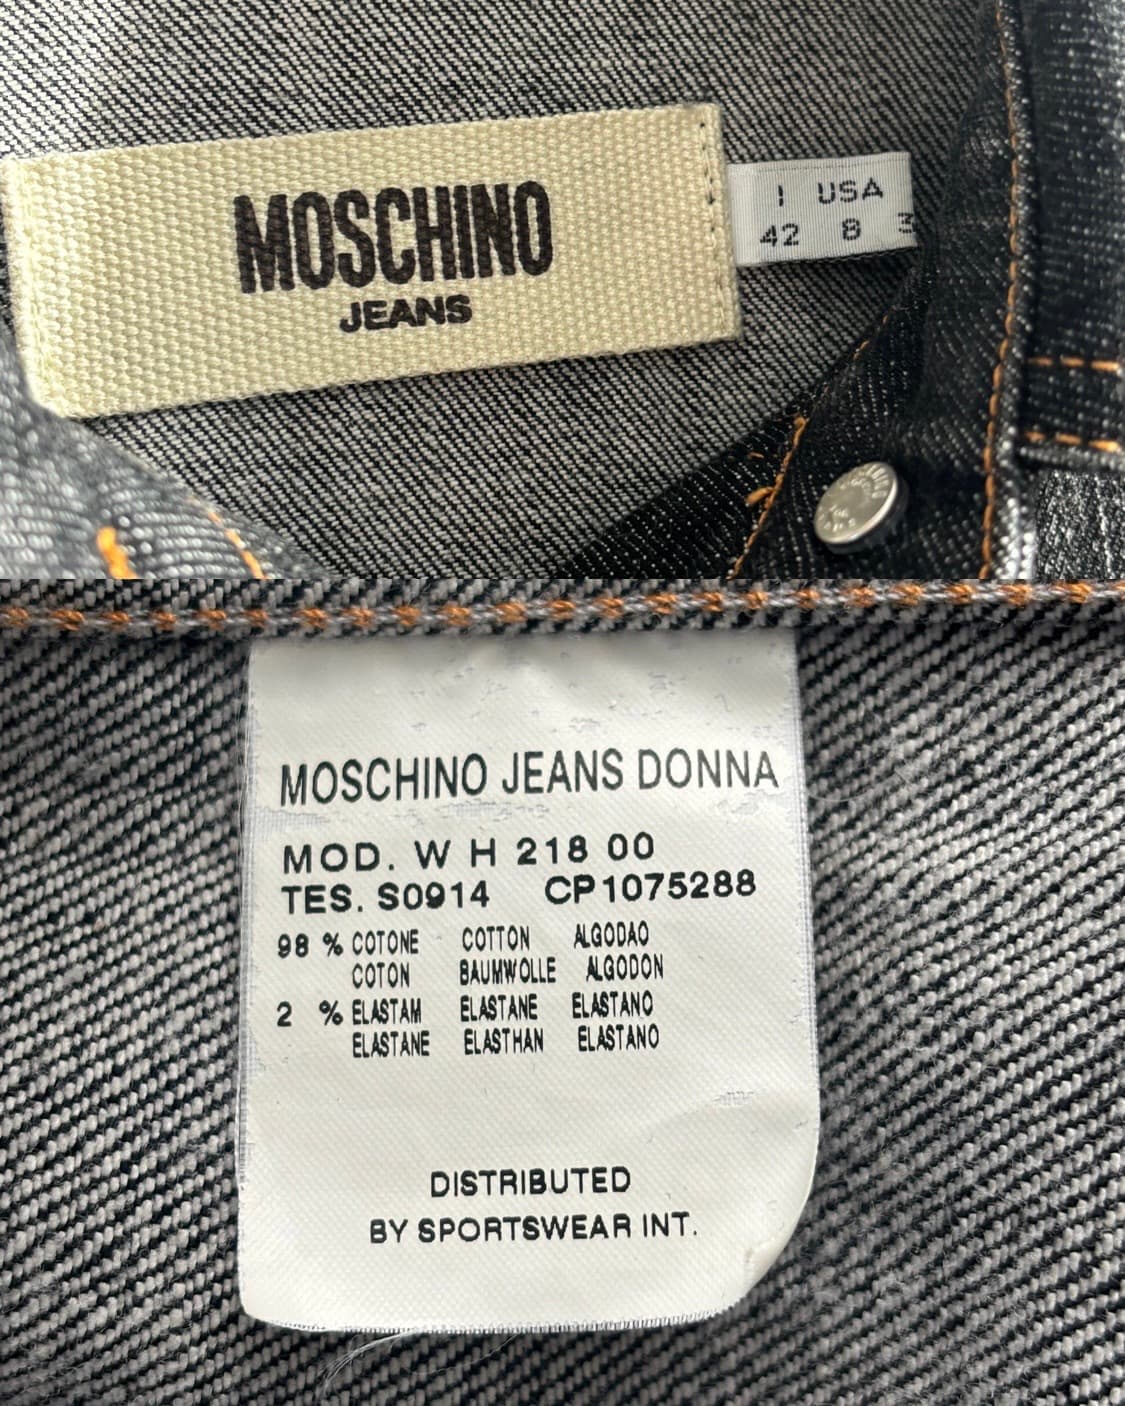 MOSCHINO
JEANS
I USA
42 8 3
MOSCHINO JEANS DONNA
MOD. W H 218 00
TES. S0914 CP1075288
98 % COTONE COTTON ALGODAO
COTON BAUMWOLLE ALGODON
2 % ELASTAM ELASTANE ELASTANO
ELASTANE ELASTHAN ELASTANO
DISTRIBUTED
BY SPORTSWEAR INT.